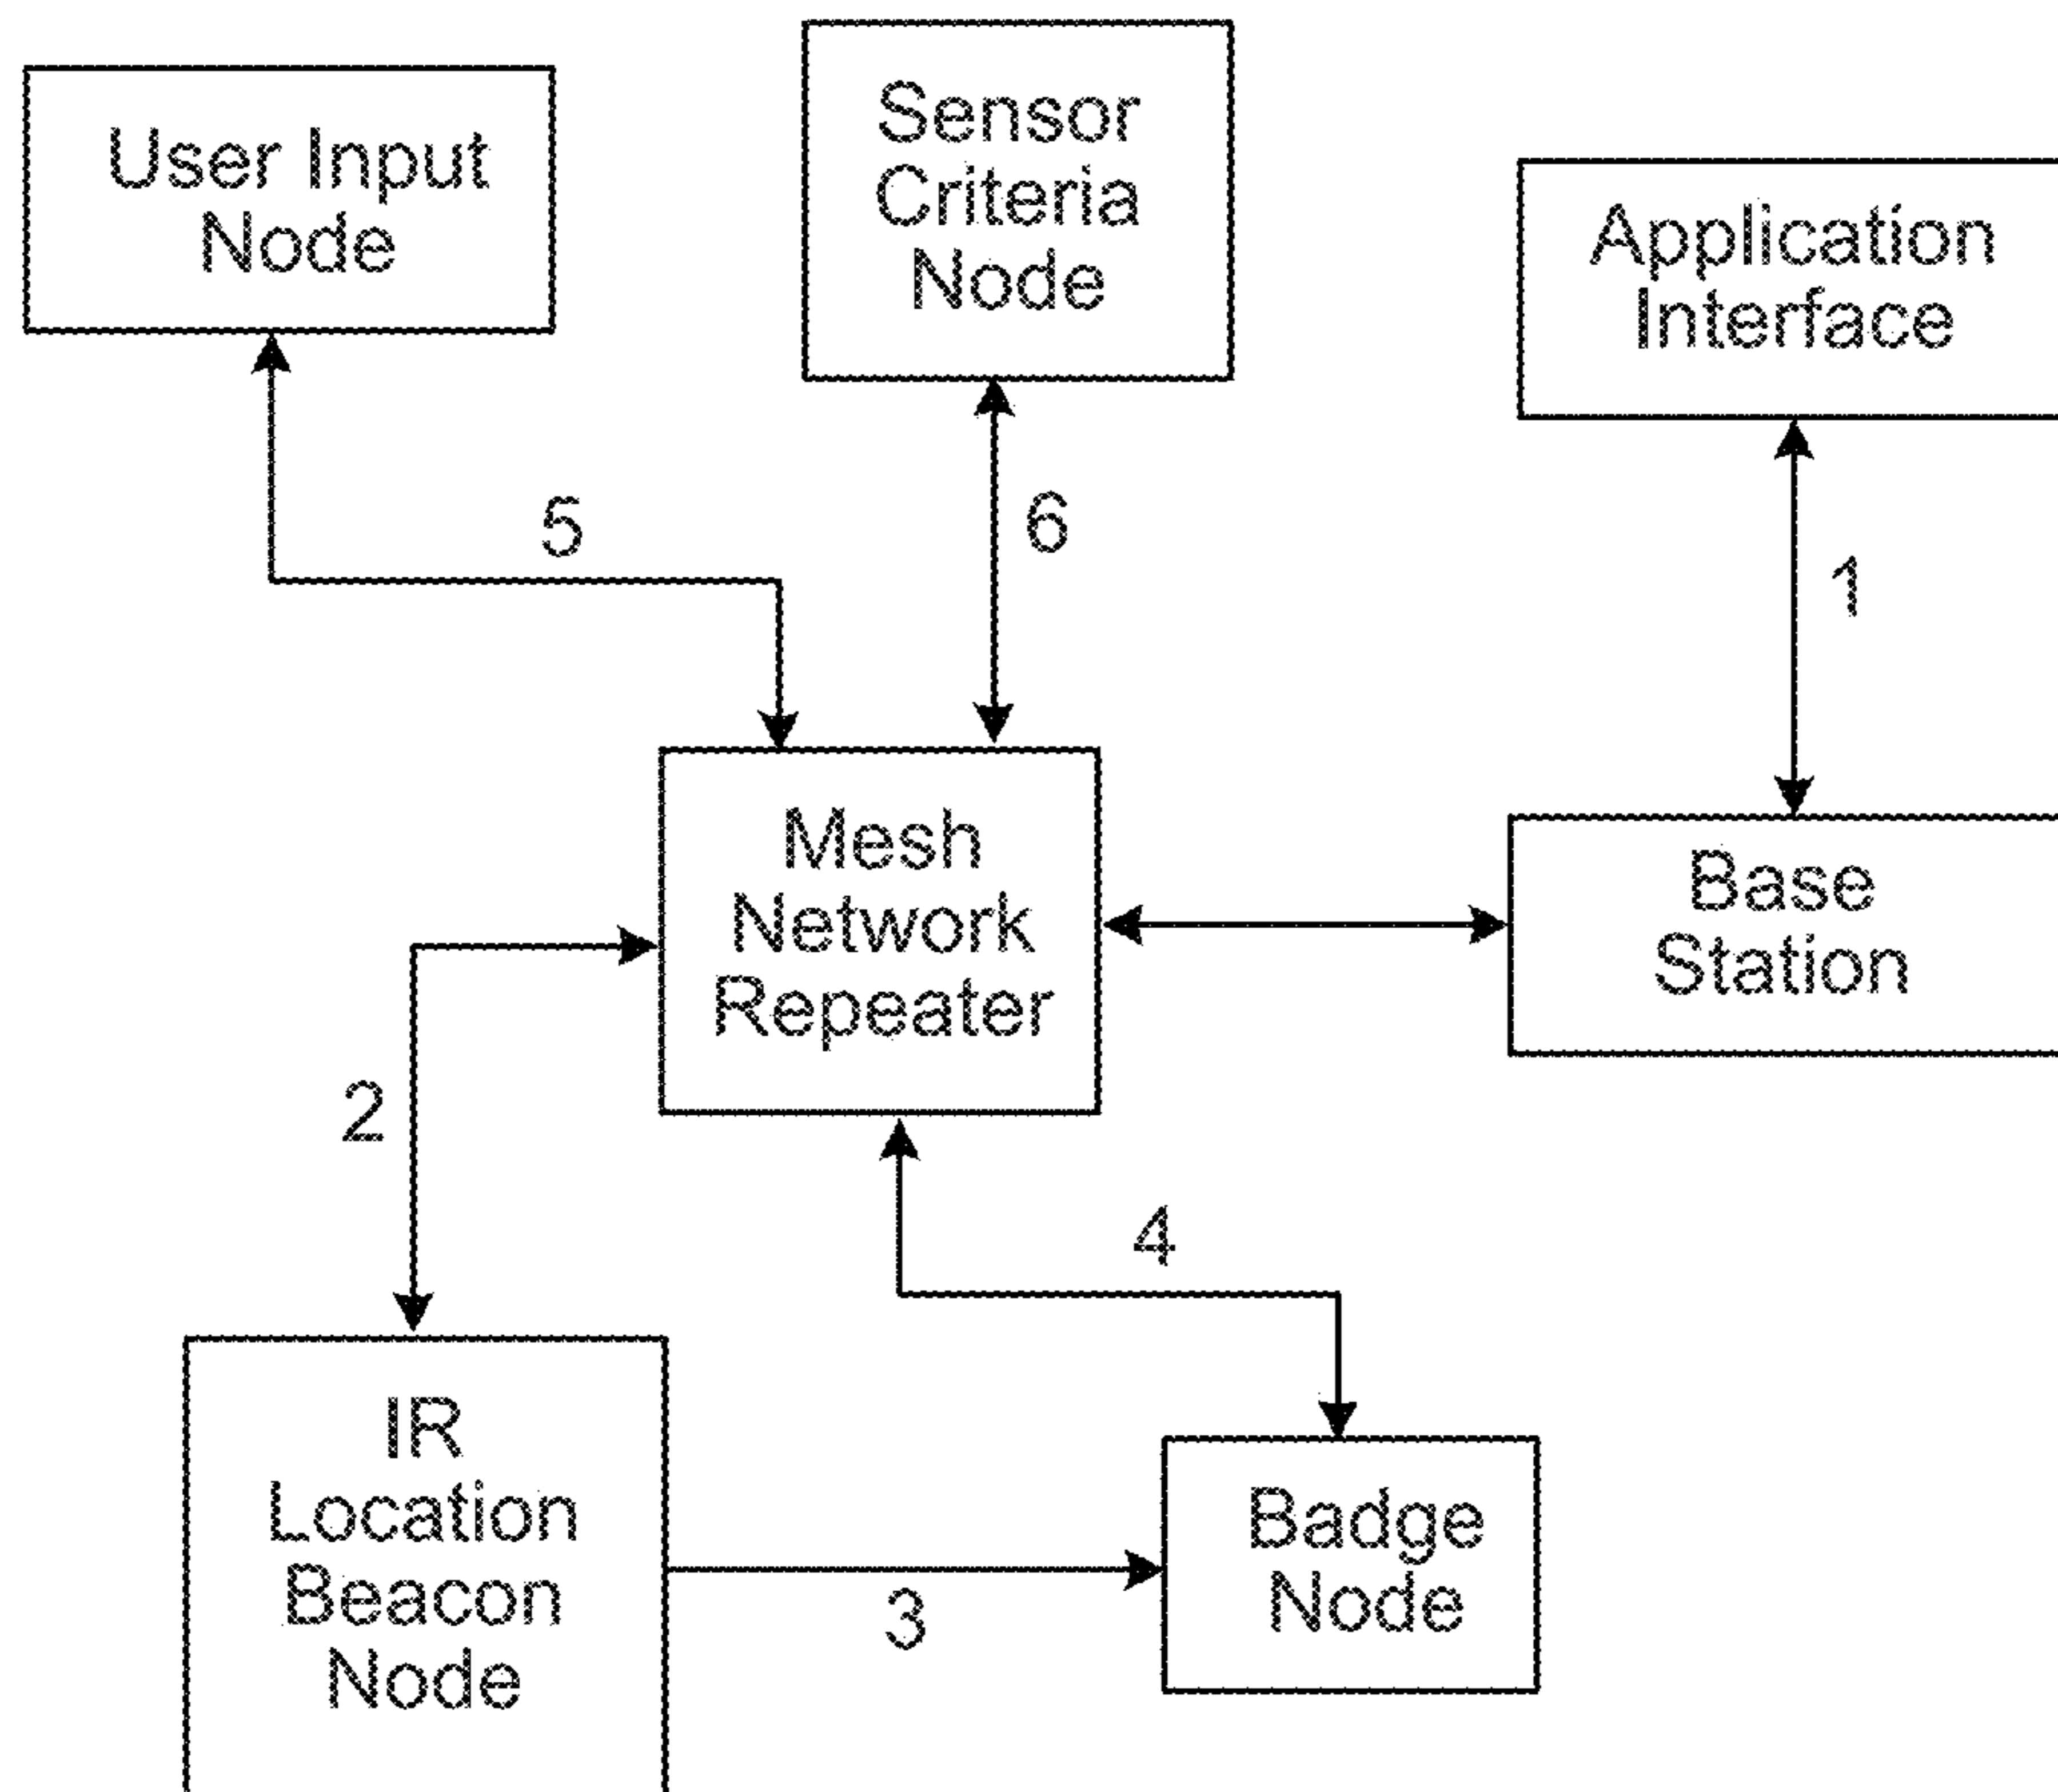 User Input
Node
Sensor
Criteria
Node
Application
Interface
5
6
1
Mesh
Network
Repeater
Base
Station
2
4
IR
Location
Beacon
Node
3
Badge
Node